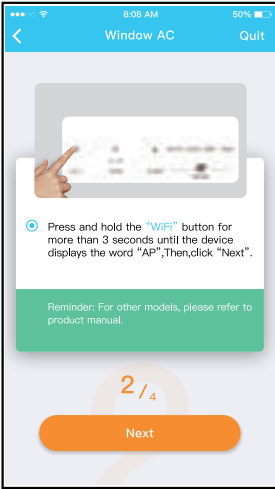 8:08 AM
50%
Window AC
Quit
Press and hold the “WiFi” button for
more than 3 seconds until the device
displays the word “AP”,Then,click “Next”.
Reminder: For other models, please refer to
product manual.
2/4
Next